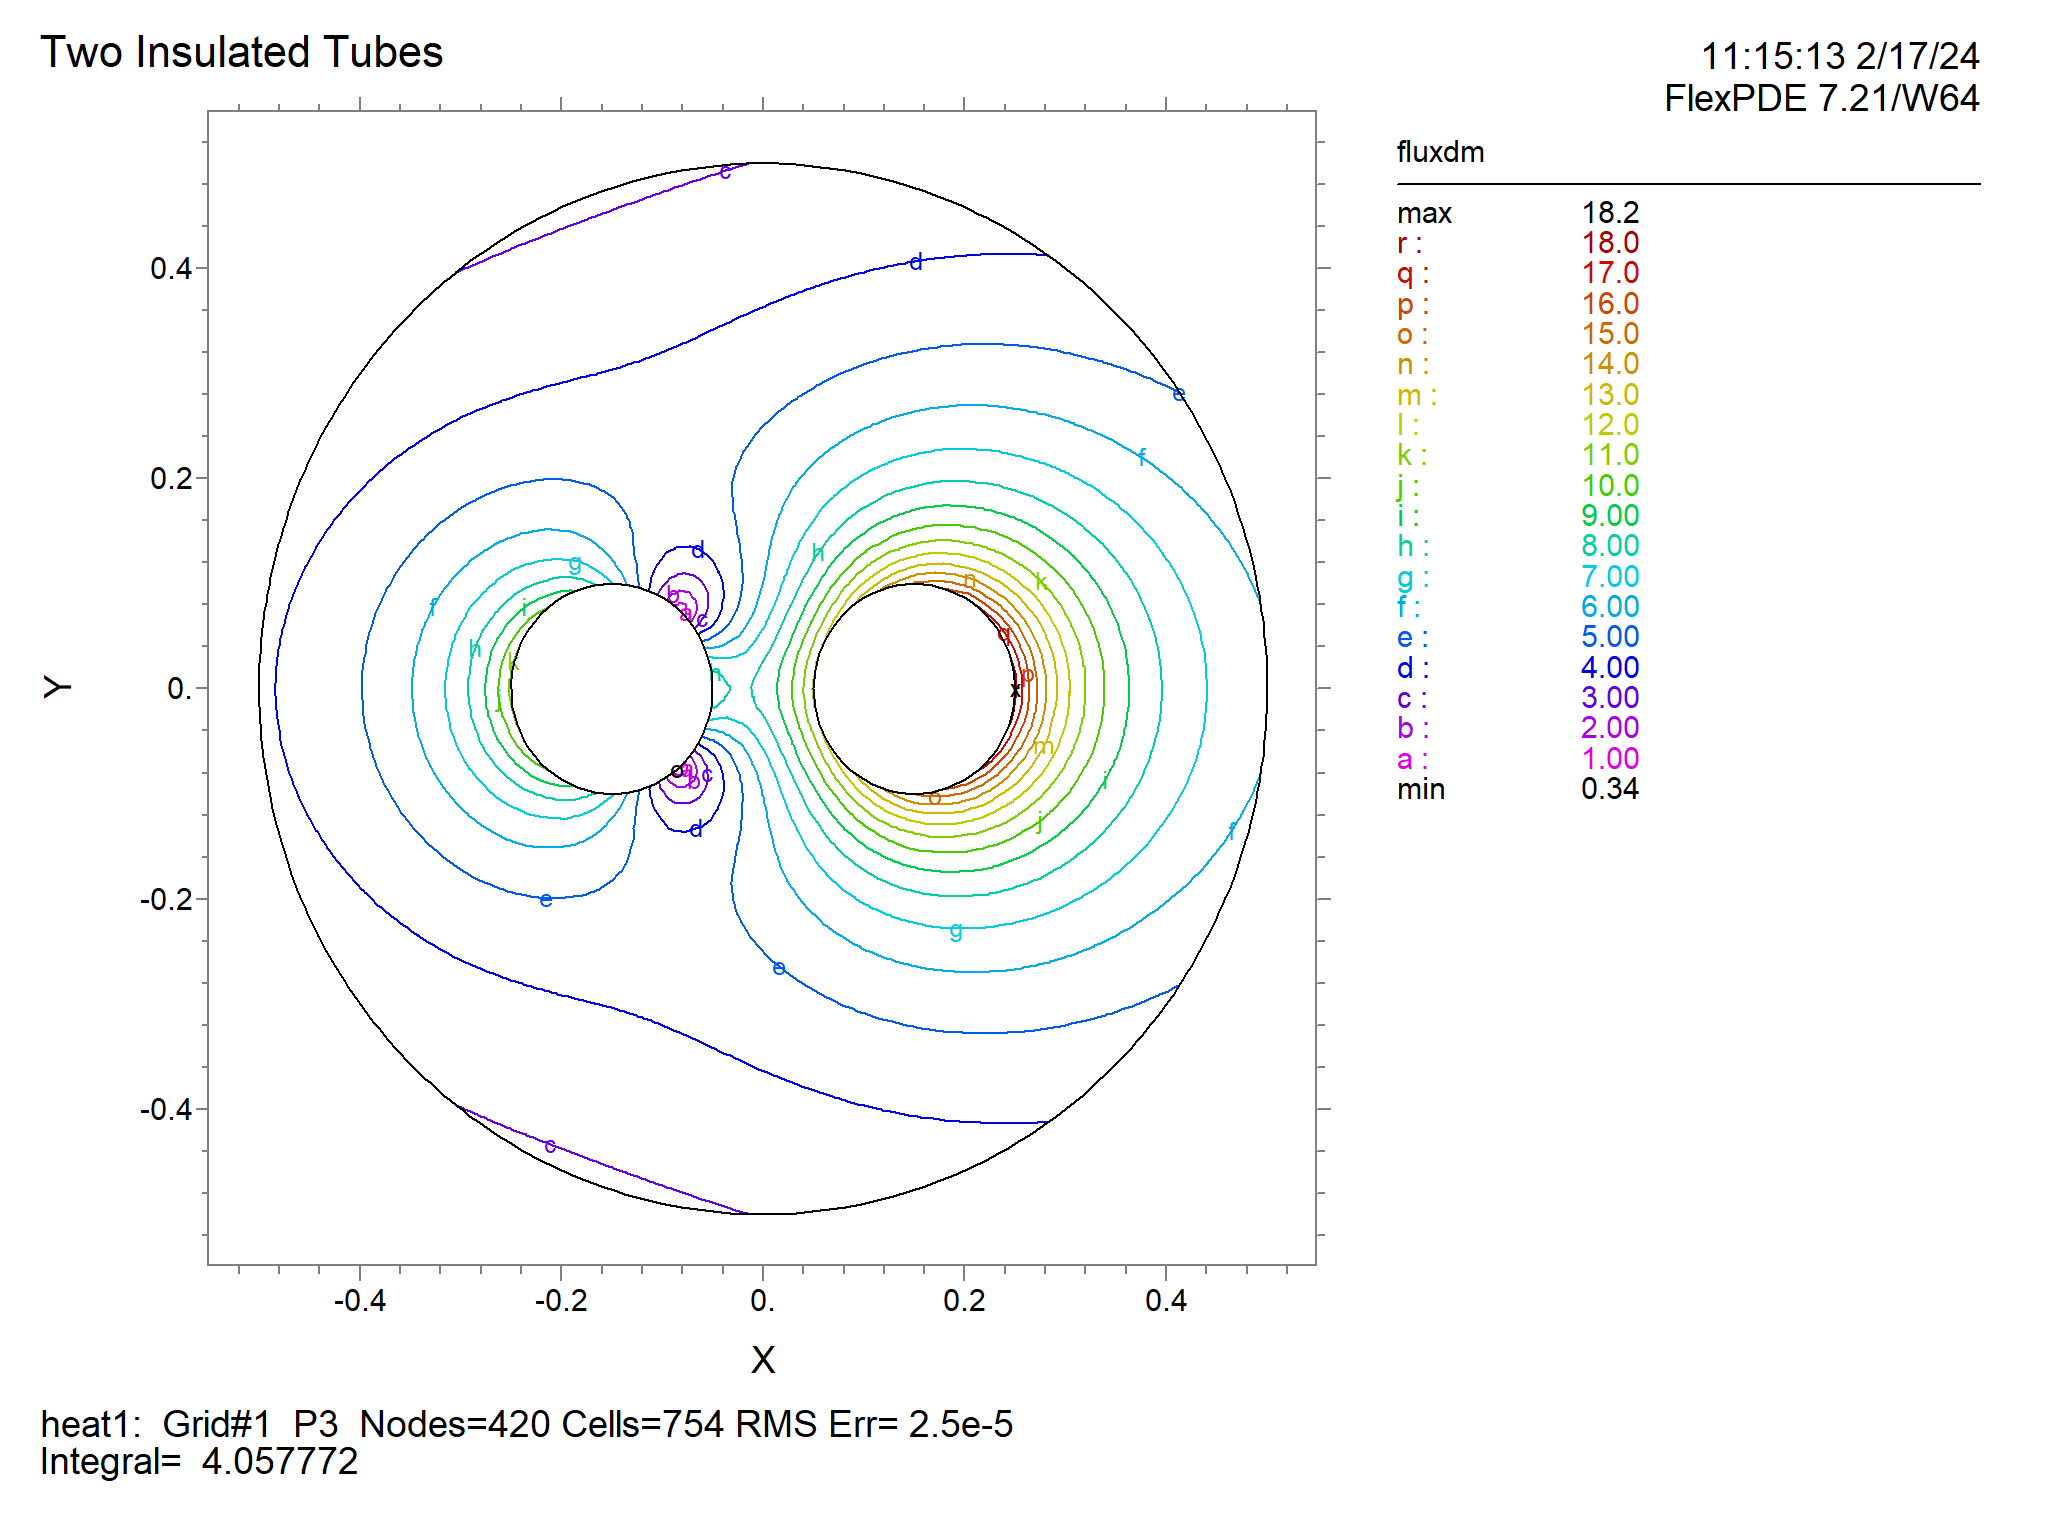 Two Insulated Tubes
11:15:13 2/17/24
FlexPDE 7.21/W64
fluxdm
max 18.2
r : 18.0
q : 17.0
p : 16.0
o : 15.0
n : 14.0
m : 13.0
l : 12.0
k : 11.0
j : 10.0
i : 9.00
h : 8.00
g : 7.00
f : 6.00
e : 5.00
d : 4.00
c : 3.00
b : 2.00
a : 1.00
min 0.34
0.4
0.2
0.
-0.2
-0.4
Y
-0.4 -0.2 0. 0.2 0.4
X
c
d
e
f
d
h
n
k
g
b
a
c
i
f
q
h
k
n
p
x
j
o
a
c
b
m
i
o
d
j
f
e
g
e
c
heat1: Grid#1 P3 Nodes=420 Cells=754 RMS Err= 2.5e-5
Integral= 4.057772